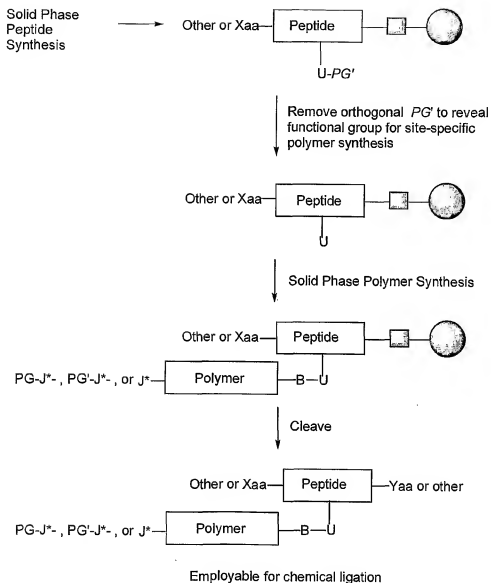 Solid Phase
Peptide
Synthesis
Other or Xaa
Peptide
U-PG'
Remove orthogonal PG' to reveal
functional group for site-specific
polymer synthesis
Other or Xaa
Peptide
U
Solid Phase Polymer Synthesis
Other or Xaa
Peptide
PG-J*- , PG'-J*- , or J*
Polymer
B
U
Cleave
Other or Xaa
Peptide
Yaa or other
PG-J*- , PG'-J*- , or J*
Polymer
B
U
Employable for chemical ligation